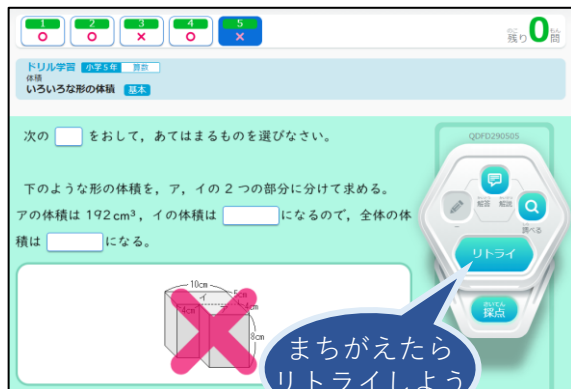 1 2 3 4 5
残り0問
ドリル学習 小学5年 算数
体積
いろいろな形の体積 基本
次の をおして，あてはまるものを選びなさい。
QDFD290505
下のような形の体積を，ア，イの2つの部分に分けて求める。
アの体積は 192cm³，イの体積は になるので，全体の体
積は になる。
解答 解説
調べる
リトライ
採点
10cm
5cm
イ
4cm ア 4cm
8cm
まちがえたら
リトライしよう